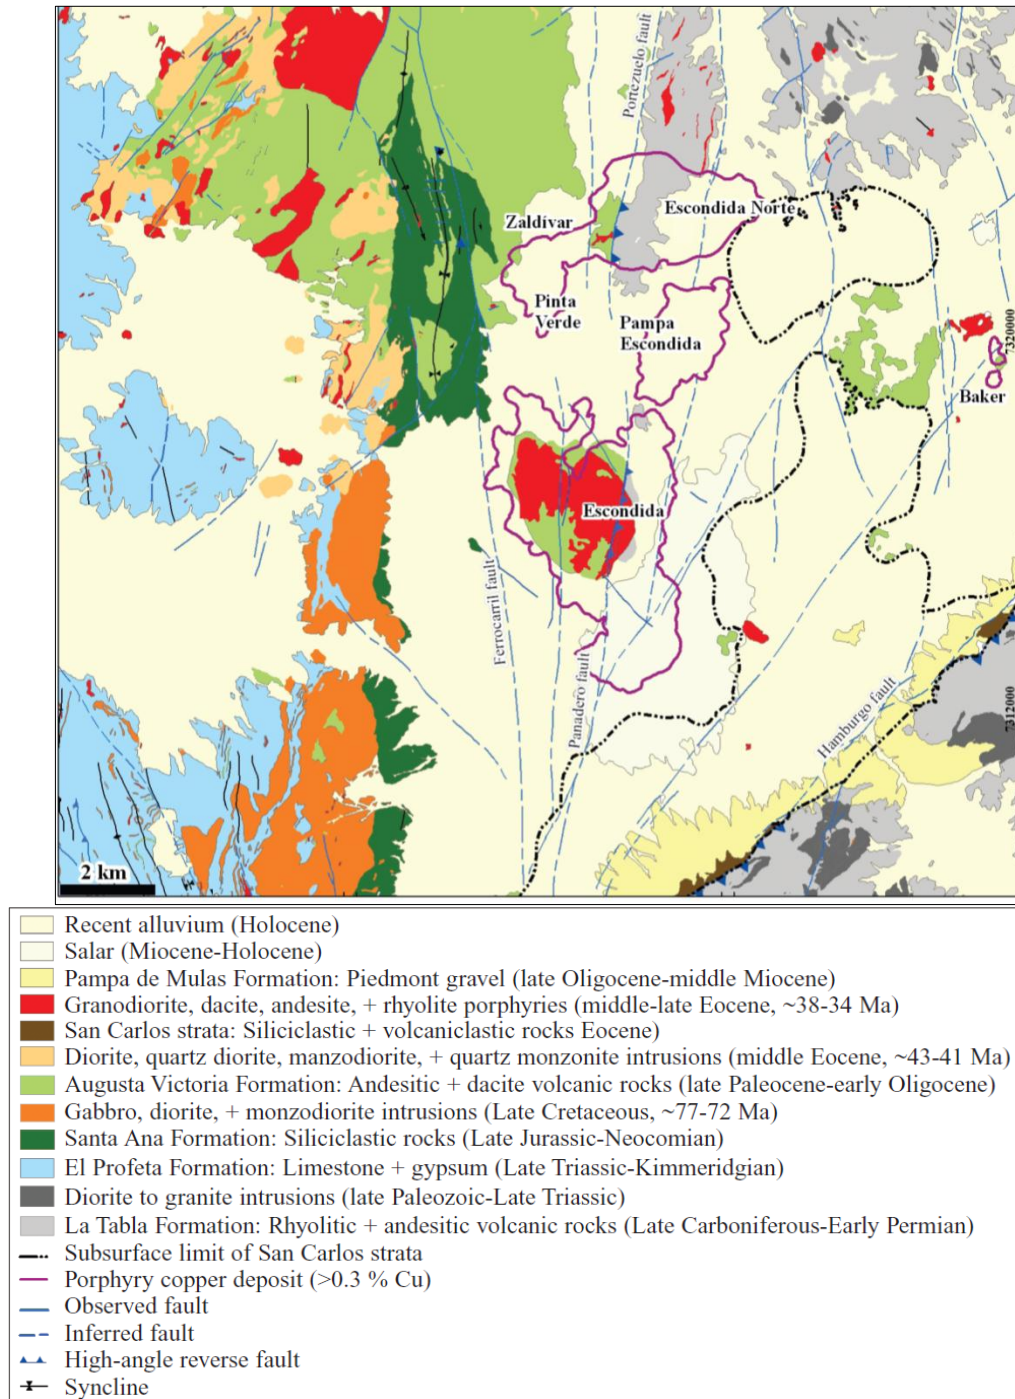 Portezuelo fault
Zaldívar
Escondida Norte
Pinta
Verde
Pampa
Escondida
7320000
Baker
Escondida
Ferrocarril fault
Panadero fault
Hamburgo fault
7312000
2 km
Recent alluvium (Holocene)
Salar (Miocene-Holocene)
Pampa de Mulas Formation: Piedmont gravel (late Oligocene-middle Miocene)
Granodiorite, dacite, andesite, + rhyolite porphyries (middle-late Eocene, ~38-34 Ma)
San Carlos strata: Siliciclastic + volcaniclastic rocks Eocene)
Diorite, quartz diorite, manzodiorite, + quartz monzonite intrusions (middle Eocene, ~43-41 Ma)
Augusta Victoria Formation: Andesitic + dacite volcanic rocks (late Paleocene-early Oligocene)
Gabbro, diorite, + monzodiorite intrusions (Late Cretaceous, ~77-72 Ma)
Santa Ana Formation: Siliciclastic rocks (Late Jurassic-Neocomian)
El Profeta Formation: Limestone + gypsum (Late Triassic-Kimmeridgian)
Diorite to granite intrusions (late Paleozoic-Late Triassic)
La Tabla Formation: Rhyolitic + andesitic volcanic rocks (Late Carboniferous-Early Permian)
Subsurface limit of San Carlos strata
Porphyry copper deposit (>0.3 % Cu)
Observed fault
Inferred fault
High-angle reverse fault
Syncline